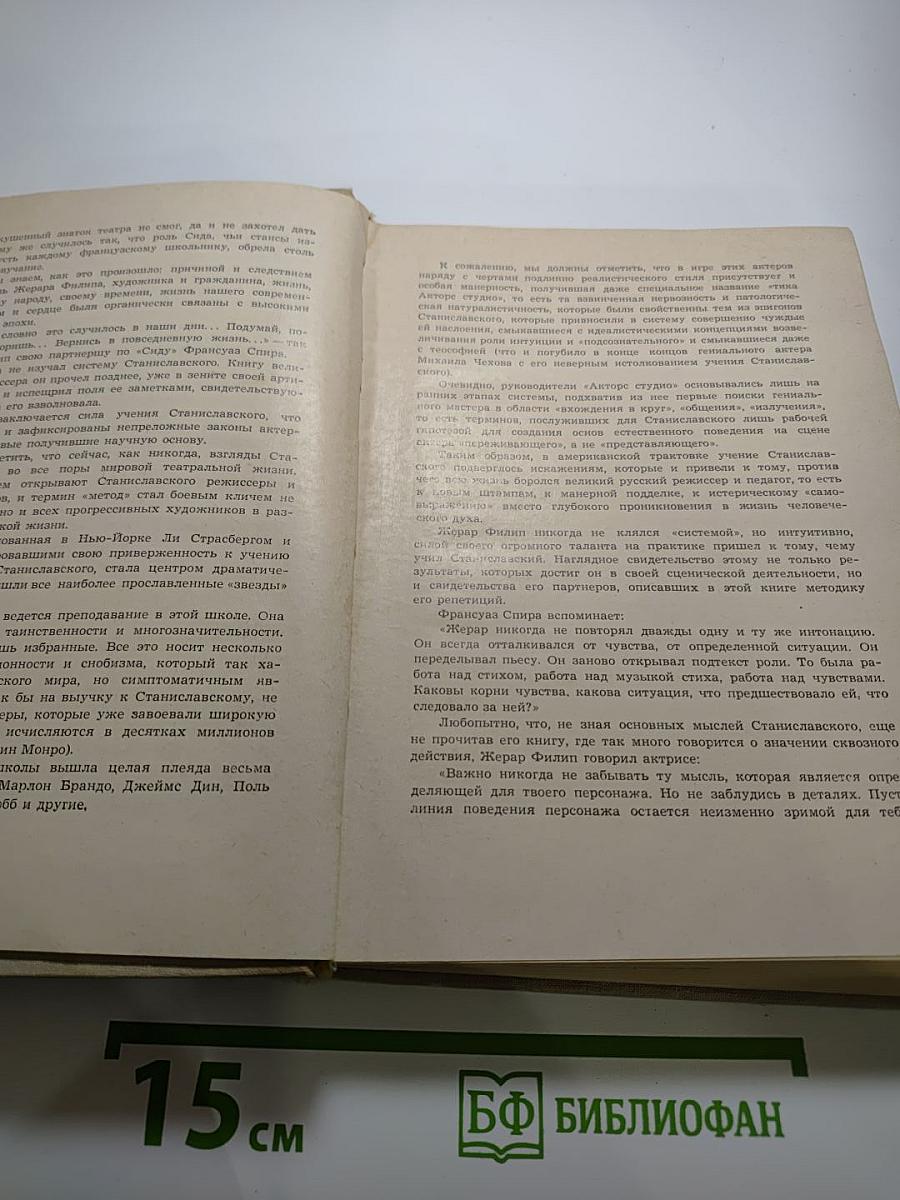 кушенный знаток театра не смог, да и не захотел дать
му же случилось так, что роль Сида, чьи стансы из-
усть каждому французскому школьнику, обрела столь
вучание.
ы знаем, как это произошло: причиной и следствием
ь Жерара Филипа, художника и гражданина, жизнь,
у народу, своему времени, жизнь нашего современ-
м и сердце были органически связаны с высокими
эпохи.
словно это случилось в наши дни... Подумай, по-
оришь... Вернись в повседневную жизнь...» — так
ип свою партнершу по «Сиду» Франсуаз Спира.
а не изучал систему Станиславского. Книгу вели-
ссера он прочел позднее, уже в зените своей арти-
и испещрил поля ее заметками, свидетельствую-
а его взволновала.
заключается сила учения Станиславского, что
и зафиксированы непреложные законы актер-
вые получившие научную основу.
етить, что сейчас, как никогда, взгляды Ста-
во все поры мировой театральной жизни.
ем открывают Станиславского режиссеры и
ов, и термин «метод» стал боевым кличем не
но и всех прогрессивных художников в раз-
кой жизни.
ованная в Нью-Йорке Ли Страсбергом и
ровавшими свою приверженность к учению
Станиславского, стала центром драматиче-
шли все наиболее прославленные «звезды»
ведется преподавание в этой школе. Она
таинственности и многозначительности.
шь избранные. Все это носит несколько
ионности и снобизма, который так ха-
ского мира, но симптоматичным яв-
к бы на выучку к Станиславскому, не
еры, которые уже завоевали широкую
исчисляются в десятках миллионов
ин Монро).
школы вышла целая плеяда весьма
Марлон Брандо, Джеймс Дин, Поль
обб и другие.
К сожалению, мы должны отметить, что в игре этих актеров
наряду с чертами подлинно реалистического стиля присутствует и
особая манерность, получившая даже специальное название «тика
Акторс студио», то есть та взвинченная нервозность и патологиче-
ская натуралистичность, которые были свойственны тем из эпигонов
Станиславского, которые привносили в систему совершенно чуждые
ей наслоения, смыкавшиеся с идеалистическими концепциями возве-
личивания роли интуиции и «подсознательного» и смыкавшиеся даже
с теософией (что и погубило в конце концов гениального актера
Михаила Чехова с его неверным истолкованием учения Станислав-
ского).
Очевидно, руководители «Акторс студио» основывались лишь на
ранних этапах системы, подхватив из нее первые поиски гениаль-
ного мастера в области «вхождения в круг», «общения», «излучения»,
то есть терминов, послуживших для Станиславского лишь рабочей
гипотезой для создания основ естественного поведения на сцене
актера «переживающего», а не «представляющего».
Таким образом, в американской трактовке учение Станислав-
ского подверглось искажениям, которые и привели к тому, против
чего всю жизнь боролся великий русский режиссер и педагог, то есть
к новым штампам, к манерной подделке, к истерическому «само-
выражению» вместо глубокого проникновения в жизнь человече-
ского духа.
Жерар Филип никогда не клялся «системой», но интуитивно,
силой своего огромного таланта на практике пришел к тому, чему
учил Станиславский. Наглядное свидетельство этому не только ре-
зультаты, которых достиг он в своей сценической деятельности, но
и свидетельства его партнеров, описавших в этой книге методику
его репетиций.
Франсуаз Спира вспоминает:
«Жерар никогда не повторял дважды одну и ту же интонацию.
Он всегда отталкивался от чувства, от определенной ситуации. Он
переделывал пьесу. Он заново открывал подтекст роли. То была ра-
бота над стихом, работа над музыкой стиха, работа над чувствами.
Каковы корни чувства, какова ситуация, что предшествовало ей, что
следовало за ней?»
Любопытно, что, не зная основных мыслей Станиславского, еще
не прочитав его книгу, где так много говорится о значении сквозного
действия, Жерар Филип говорил актрисе:
«Важно никогда не забывать ту мысль, которая является опре
деляющей для твоего персонажа. Но не заблудись в деталях. Пуст
линия поведения персонажа остается неизменно зримой для теб
15 см
БФ БИБЛИОФАН